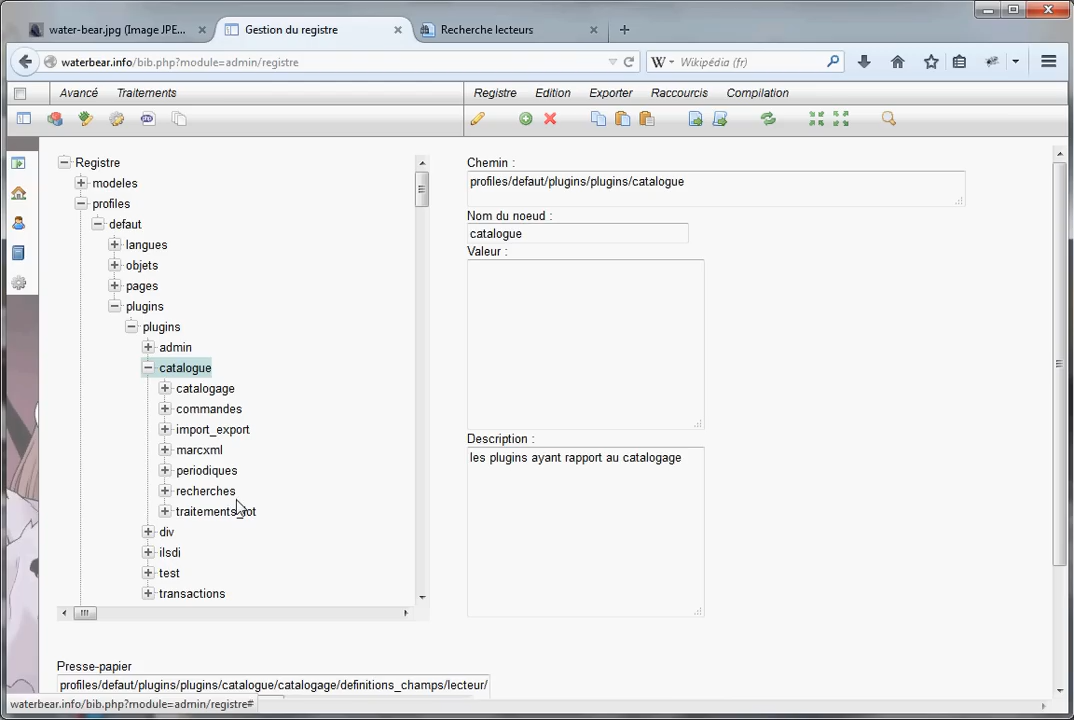 water-bear.jpg (Image JPE...
Gestion du registre
Recherche lecteurs
waterbear.info/bib.php?module=admin/registre
W
Wikipédia (fr)
Avancé
Traitements
Registre
Edition
Exporter
Raccourcis
Compilation
Registre
modeles
profiles
defaut
langues
objets
pages
plugins
plugins
admin
catalogue
catalogage
commandes
import_export
marcxml
periodiques
recherches
div
ilsdi
test
transactions
Chemin :
profiles/defaut/plugins/plugins/catalogue
Nom du noeud :
catalogue
Valeur :
Description :
les plugins ayant rapport au catalogage
Presse-papier
profiles/defaut/plugins/plugins/catalogue/catalogage/definitions_champs/lecteur/
waterbear.info/bib.php?module=admin/registre#